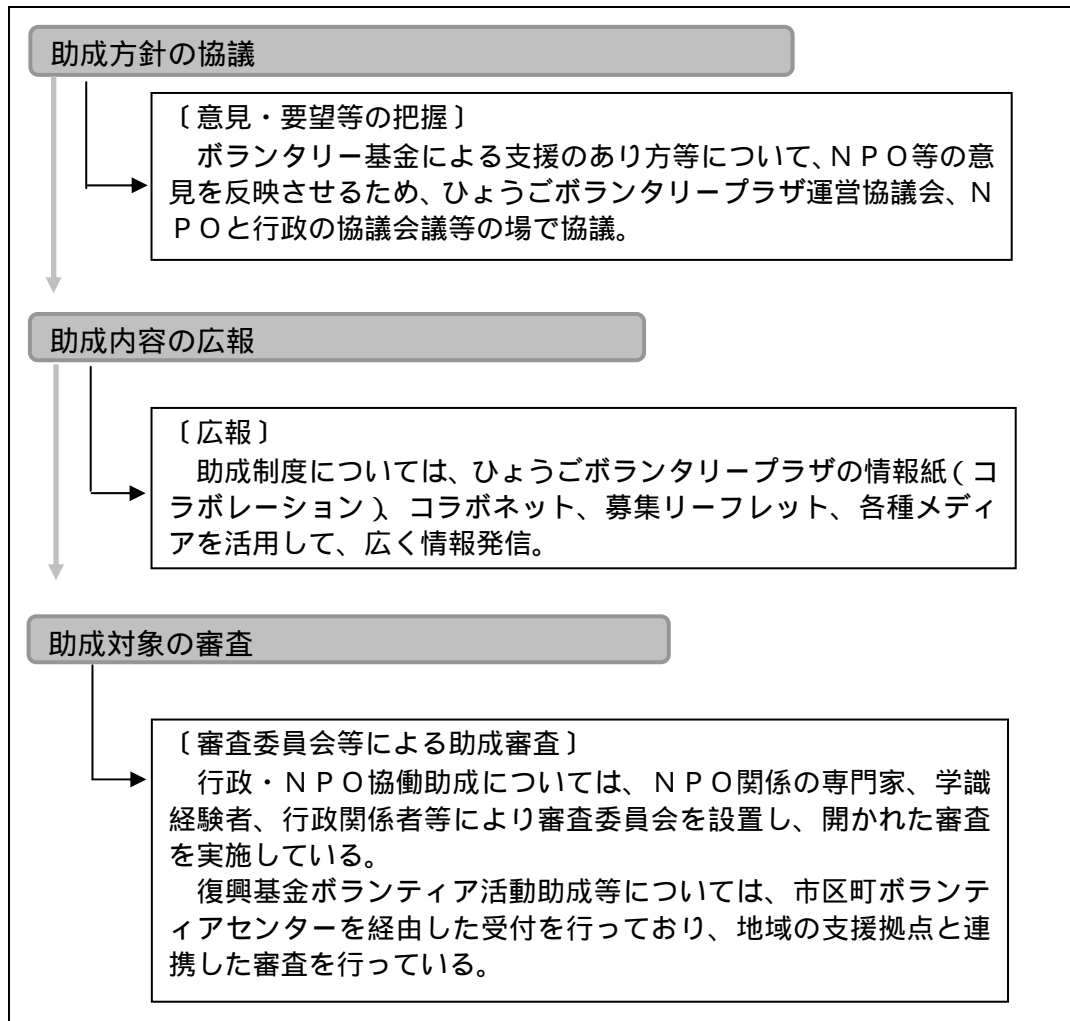 助成方針の協議
〔意見・要望等の把握〕
　ボランタリー基金による支援のあり方等について、ＮＰＯ等の意
見を反映させるため、ひょうごボランタリープラザ運営協議会、Ｎ
ＰＯと行政の協議会議等の場で協議。
助成内容の広報
〔広報〕
　助成制度については、ひょうごボランタリープラザの情報紙（コ
ラボレーション）、コラボネット、募集リーフレット、各種メディ
アを活用して、広く情報発信。
助成対象の審査
〔審査委員会等による助成審査〕
　行政・ＮＰＯ協働助成については、ＮＰＯ関係の専門家、学識
経験者、行政関係者等により審査委員会を設置し、開かれた審査
を実施している。
　復興基金ボランティア活動助成等については、市区町ボランテ
ィアセンターを経由した受付を行っており、地域の支援拠点と連
携した審査を行っている。